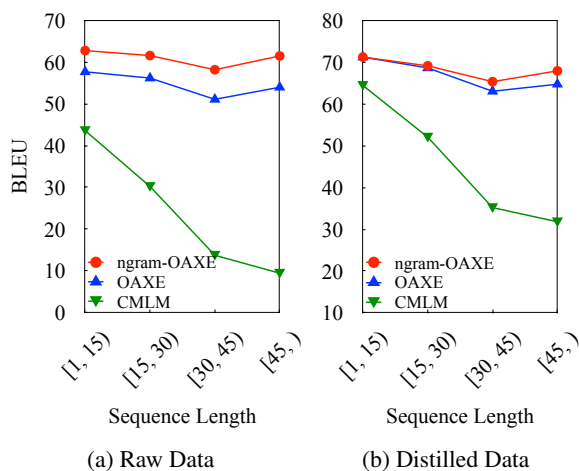 70
60
50
40
30
20
10
0
BLEU
ngram-OAXE
OAXE
CMLM
[1, 15)
[15, 30)
[30, 45)
[45, )
Sequence Length
(a) Raw Data
80
70
60
50
40
30
20
10
ngram-OAXE
OAXE
CMLM
[1, 15)
[15, 30)
[30, 45)
[45, )
Sequence Length
(b) Distilled Data